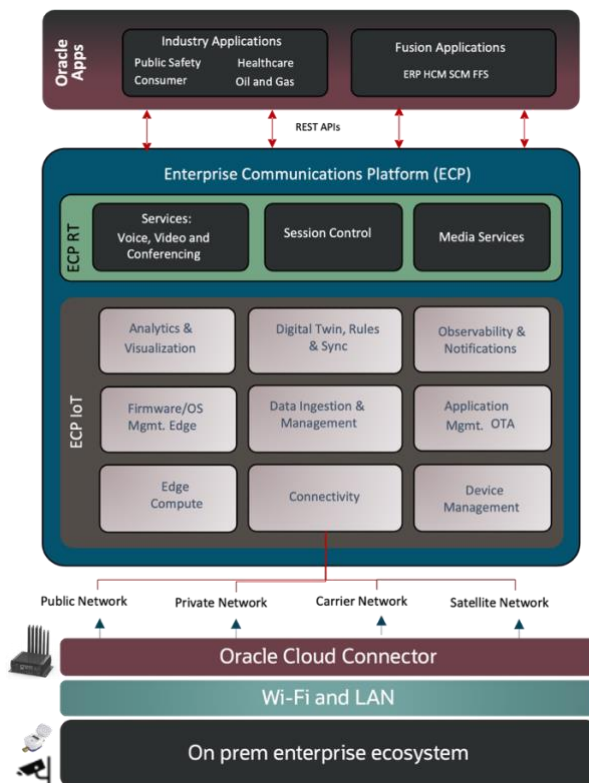 Oracle
Apps
Industry Applications
Public Safety Healthcare
Consumer Oil and Gas
Fusion Applications
ERP HCM SCM FFS
REST APIs
Enterprise Communications Platform (ECP)
ECP RT
Services:
Voice, Video and
Conferencing
Session Control
Media Services
ECP IoT
Analytics &
Visualization
Digital Twin, Rules
& Sync
Observability &
Notifications
Firmware/OS
Mgmt. Edge
Data Ingestion &
Management
Application
Mgmt. OTA
Edge
Compute
Connectivity
Device
Management
Public Network
Private Network
Carrier Network
Satellite Network
Oracle Cloud Connector
Wi-Fi and LAN
On prem enterprise ecosystem